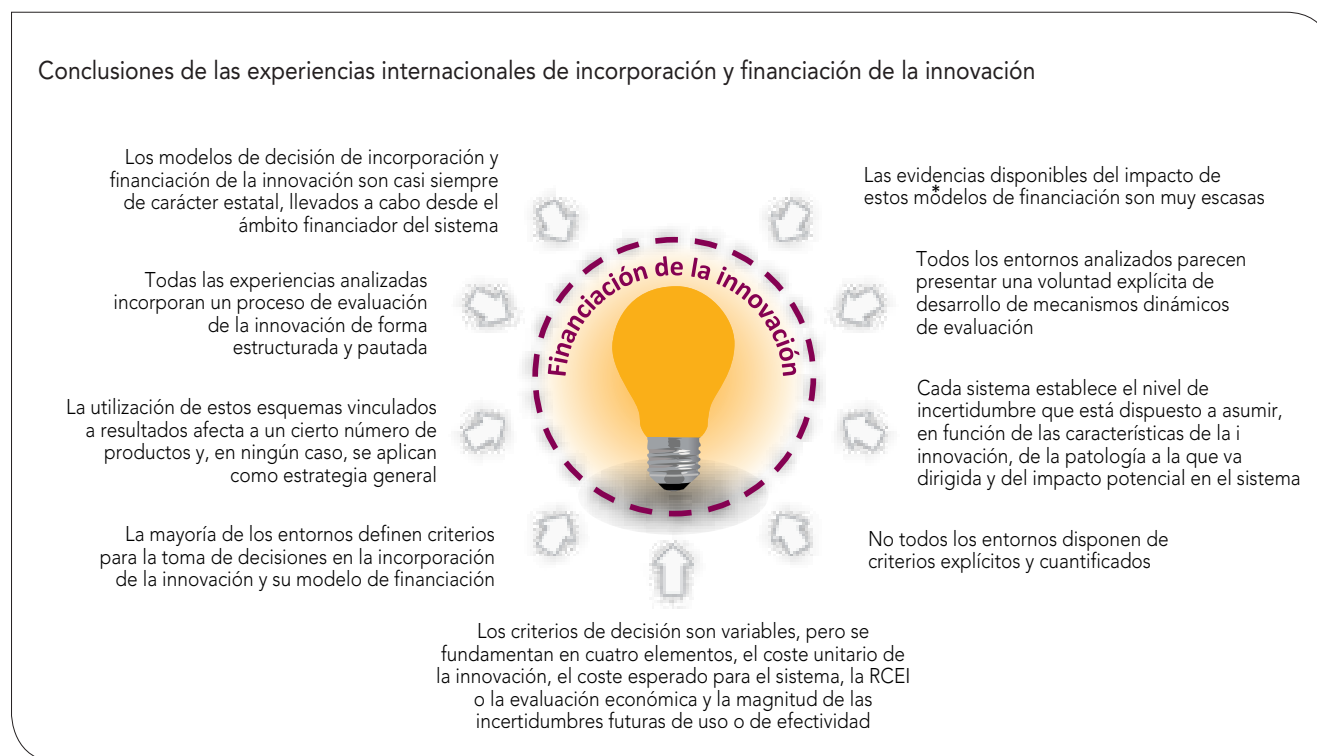 Conclusiones de las experiencias internacionales de incorporación y financiación de la innovación
Los modelos de decisión de incorporación y
financiación de la innovación son casi siempre
de carácter estatal, llevados a cabo desde el
ámbito financiador del sistema
Todas las experiencias analizadas
incorporan un proceso de evaluación
de la innovación de forma
estructurada y pautada
La utilización de estos esquemas vinculados
a resultados afecta a un cierto número de
productos y, en ningún caso, se aplican
como estrategia general
La mayoría de los entornos definen criterios
para la toma de decisiones en la incorporación
de la innovación y su modelo de financiación
Financiación de la innovación
Las evidencias disponibles del impacto de
estos modelos de financiación son muy escasas
*
Todos los entornos analizados parecen
presentar una voluntad explícita de
desarrollo de mecanismos dinámicos
de evaluación
Cada sistema establece el nivel de
incertidumbre que está dispuesto a asumir,
en función de las características de la i
innovación, de la patología a la que va
dirigida y del impacto potencial en el sistema
No todos los entornos disponen de
criterios explícitos y cuantificados
Los criterios de decisión son variables, pero se
fundamentan en cuatro elementos, el coste unitario de
la innovación, el coste esperado para el sistema, la RCEI
o la evaluación económica y la magnitud de las
incertidumbres futuras de uso o de efectividad